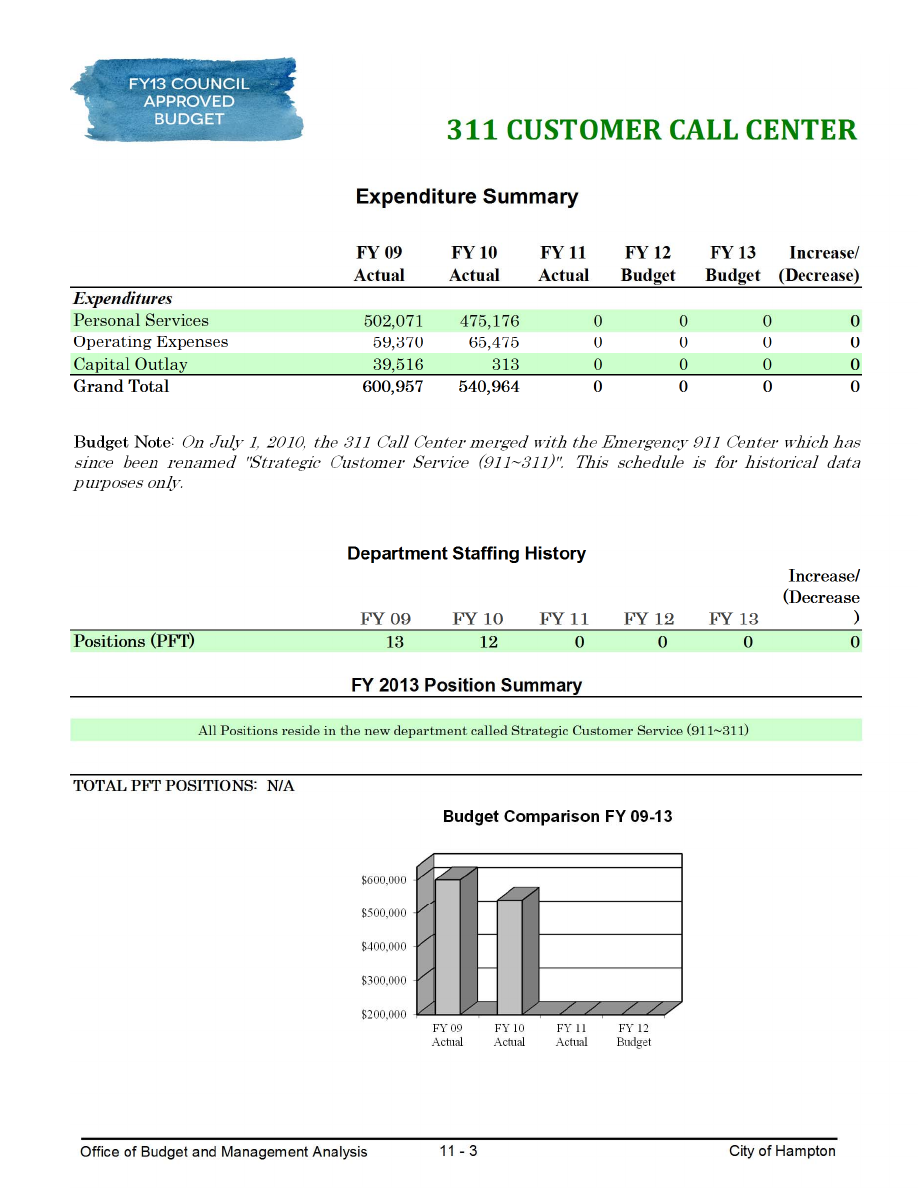 FY13 COUNCIL
APPROVED
BUDGET
311 CUSTOMER CALL CENTER
Expenditure Summary
FY 09 FY 10 FY 11 FY 12 FY 13 Increase/
Actual Actual Actual Budget Budget (Decrease)
Expenditures
Personal Services 502,071 475,176 0 0 0 0
Operating Expenses 59,370 65,475 0 0 0 0
Capital Outlay 39,516 313 0 0 0 0
Grand Total 600,957 540,964 0 0 0 0
Budget Note: On July 1, 2010, the 311 Call Center merged with the Emergency 911 Center which has
since been renamed "Strategic Customer Service (911~311)". This schedule is for historical data
purposes only.
Department Staffing History
Increase/
(Decrease
FY 09 FY 10 FY 11 FY 12 FY 13 )
Positions (PFT) 13 12 0 0 0 0
FY 2013 Position Summary
All Positions reside in the new department called Strategic Customer Service (911~311)
TOTAL PFT POSITIONS: N/A
Budget Comparison FY 09-13
$600,000
$500,000
$400,000
$300,000
$200,000
FY 09 FY 10 FY 11 FY 12
Actual Actual Actual Budget
Office of Budget and Management Analysis 11 - 3 City of Hampton